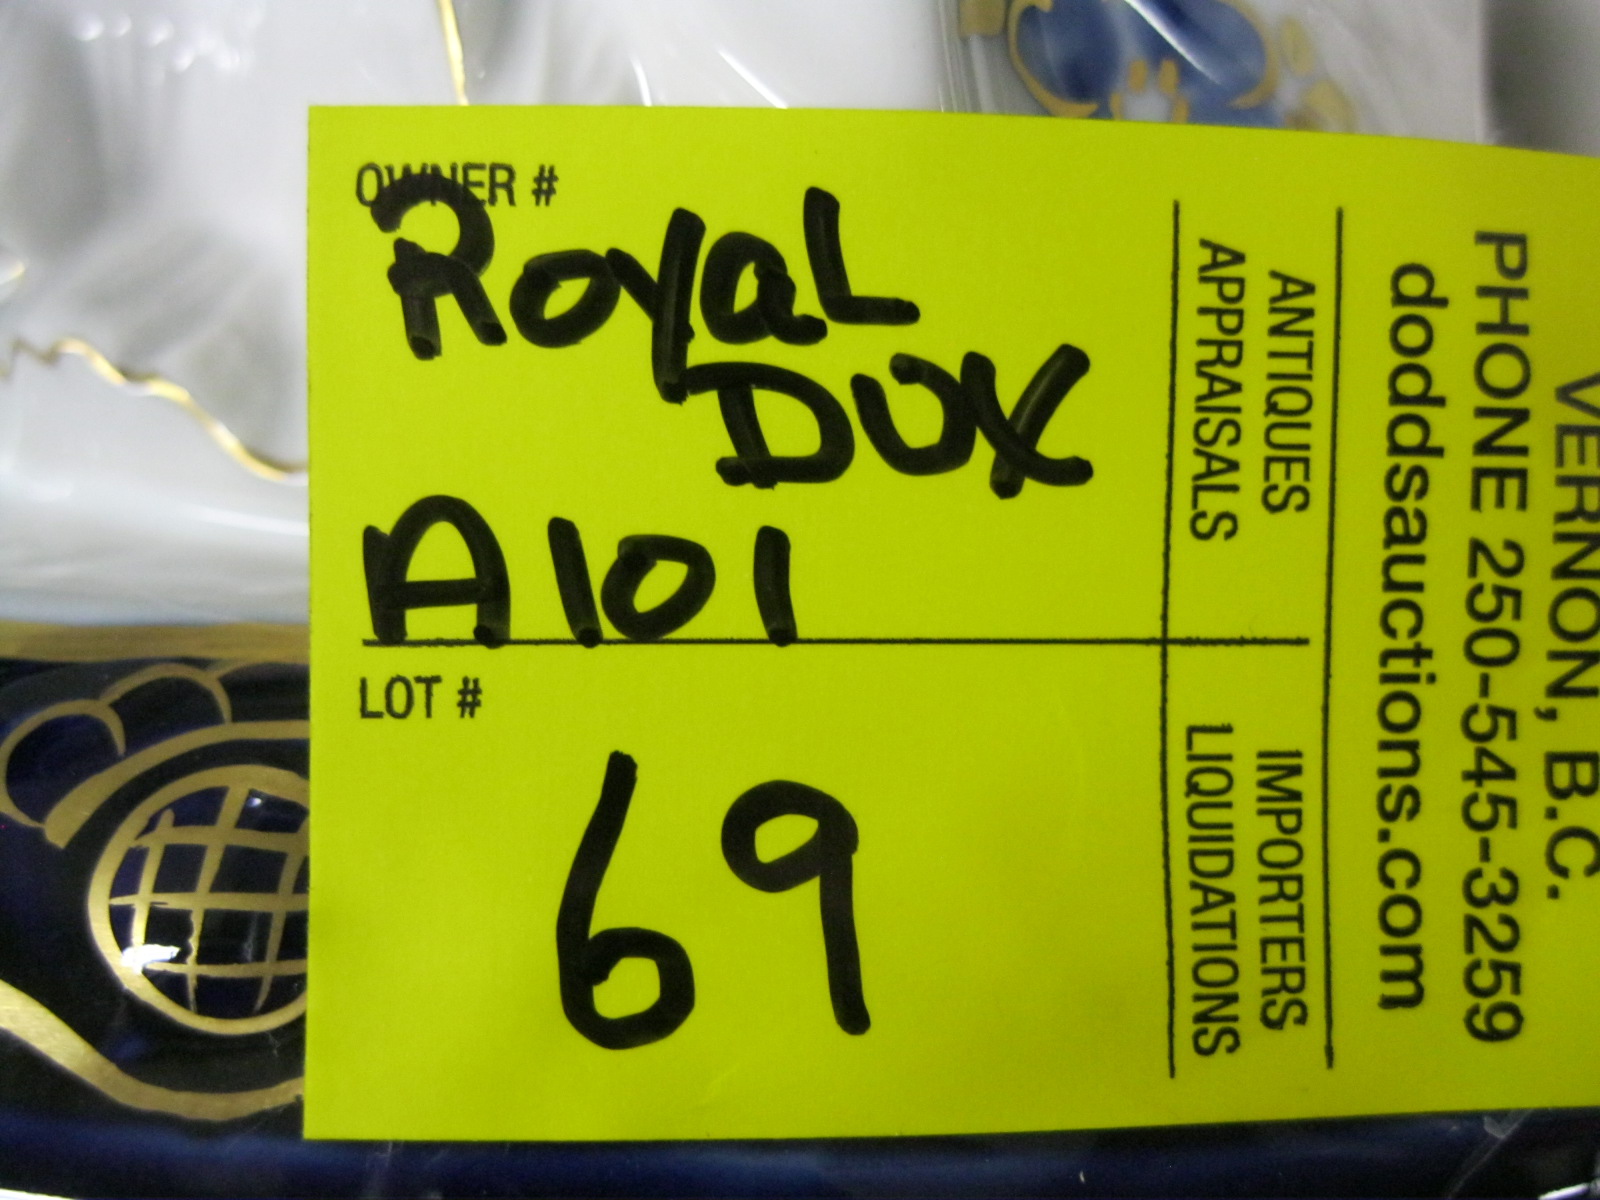 OWNER #
Royal
Dux
A101
LOT #
69
ANTIQUES
APPRAISALS
IMPORTERS
LIQUIDATIONS
VERNON, B.C.
PHONE 250-545-3259
doddsauctions.com